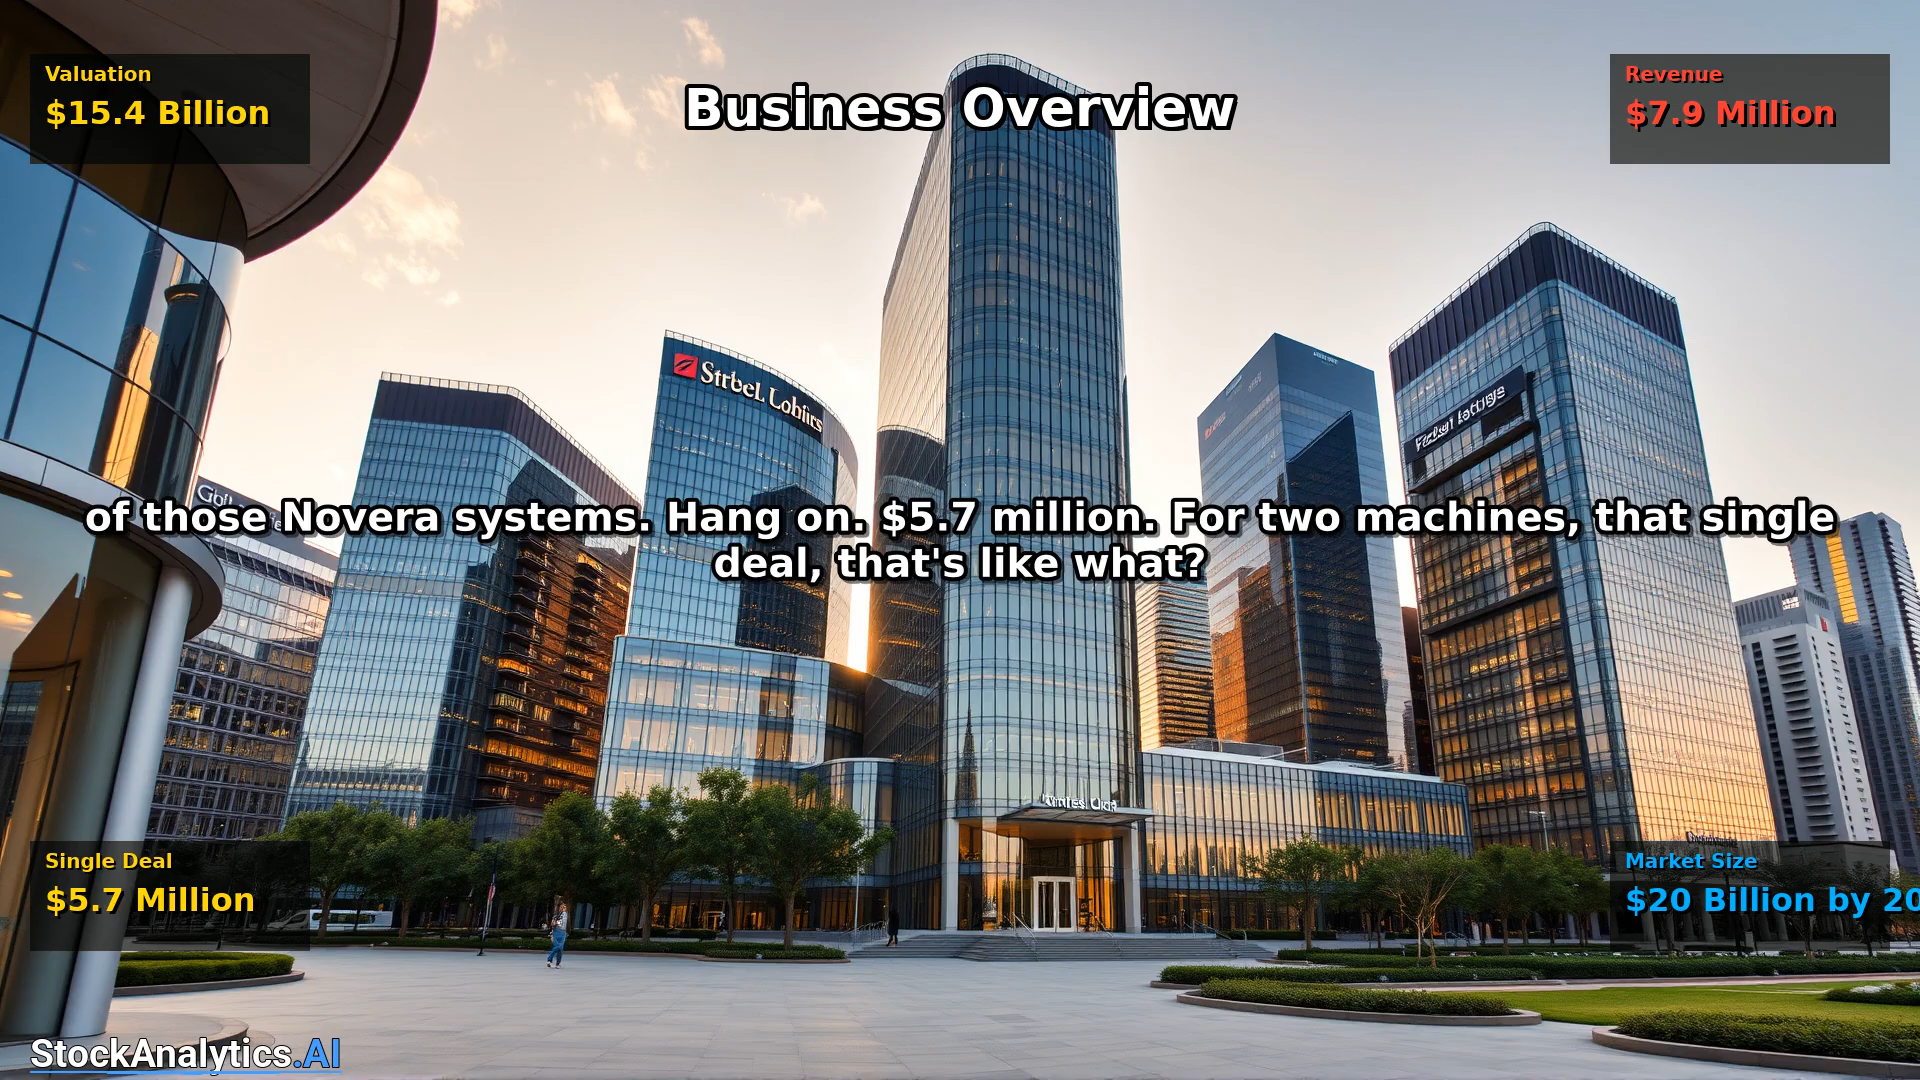 Valuation
$15.4 Billion
Business Overview
Revenue
$7.9 Million
of those Novera systems. Hang on. $5.7 million. For two machines, that single
deal, that's like what?
Single Deal
$5.7 Million
Market Size
$20 Billion by 20
StockAnalytics.AI